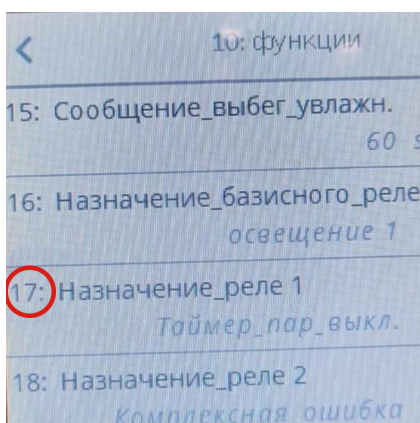 10: функции
15: Сообщение_выбег_увлажн.
60 s
16: Назначение_базисного_реле
освещение 1
17: Назначение_реле 1
Таймер_пар_выкл.
18: Назначение_реле 2
Комплексная ошибка